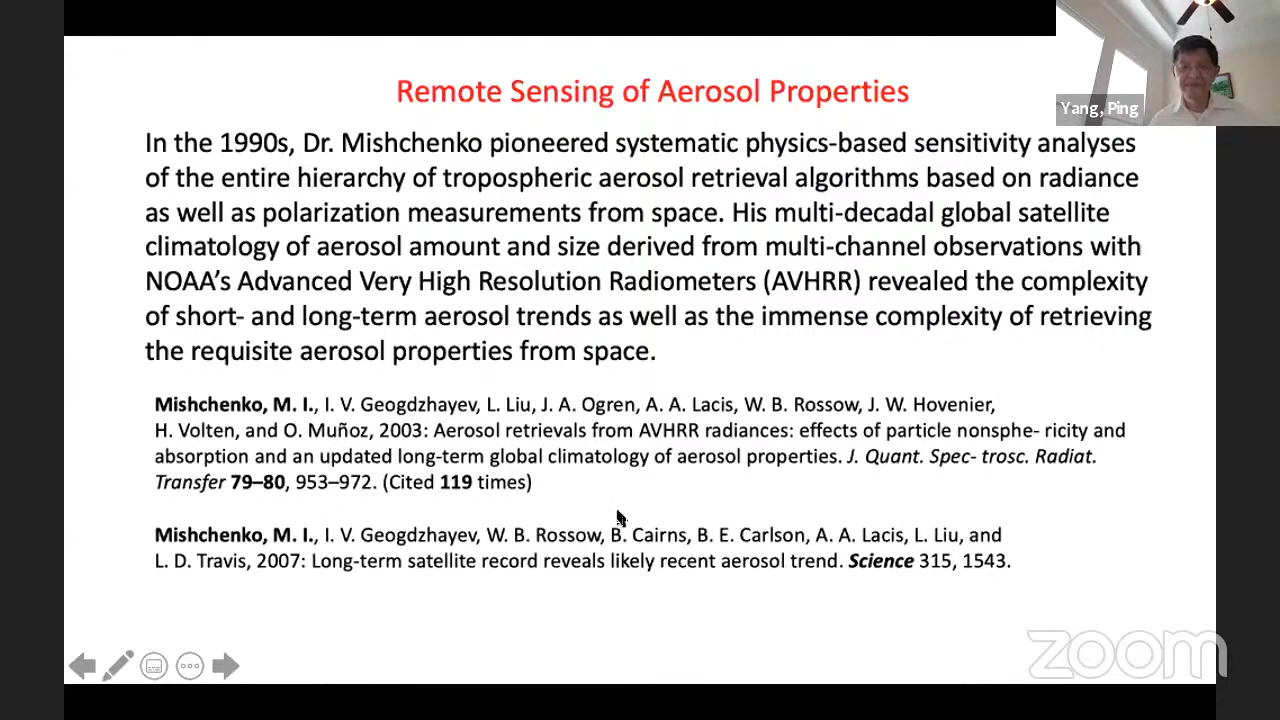 Remote Sensing of Aerosol Properties
Yang, Ping
In the 1990s, Dr. Mishchenko pioneered systematic physics-based sensitivity analyses
of the entire hierarchy of tropospheric aerosol retrieval algorithms based on radiance
as well as polarization measurements from space. His multi-decadal global satellite
climatology of aerosol amount and size derived from multi-channel observations with
NOAA’s Advanced Very High Resolution Radiometers (AVHRR) revealed the complexity
of short- and long-term aerosol trends as well as the immense complexity of retrieving
the requisite aerosol properties from space.
Mishchenko, M. I., I. V. Geogdzhayev, L. Liu, J. A. Ogren, A. A. Lacis, W. B. Rossow, J. W. Hovenier,
H. Volten, and O. Muñoz, 2003: Aerosol retrievals from AVHRR radiances: effects of particle nonsphe- ricity and
absorption and an updated long-term global climatology of aerosol properties. J. Quant. Spec- trosc. Radiat.
Transfer 79–80, 953–972. (Cited 119 times)
Mishchenko, M. I., I. V. Geogdzhayev, W. B. Rossow, B. Cairns, B. E. Carlson, A. A. Lacis, L. Liu, and
L. D. Travis, 2007: Long-term satellite record reveals likely recent aerosol trend. Science 315, 1543.
zoom